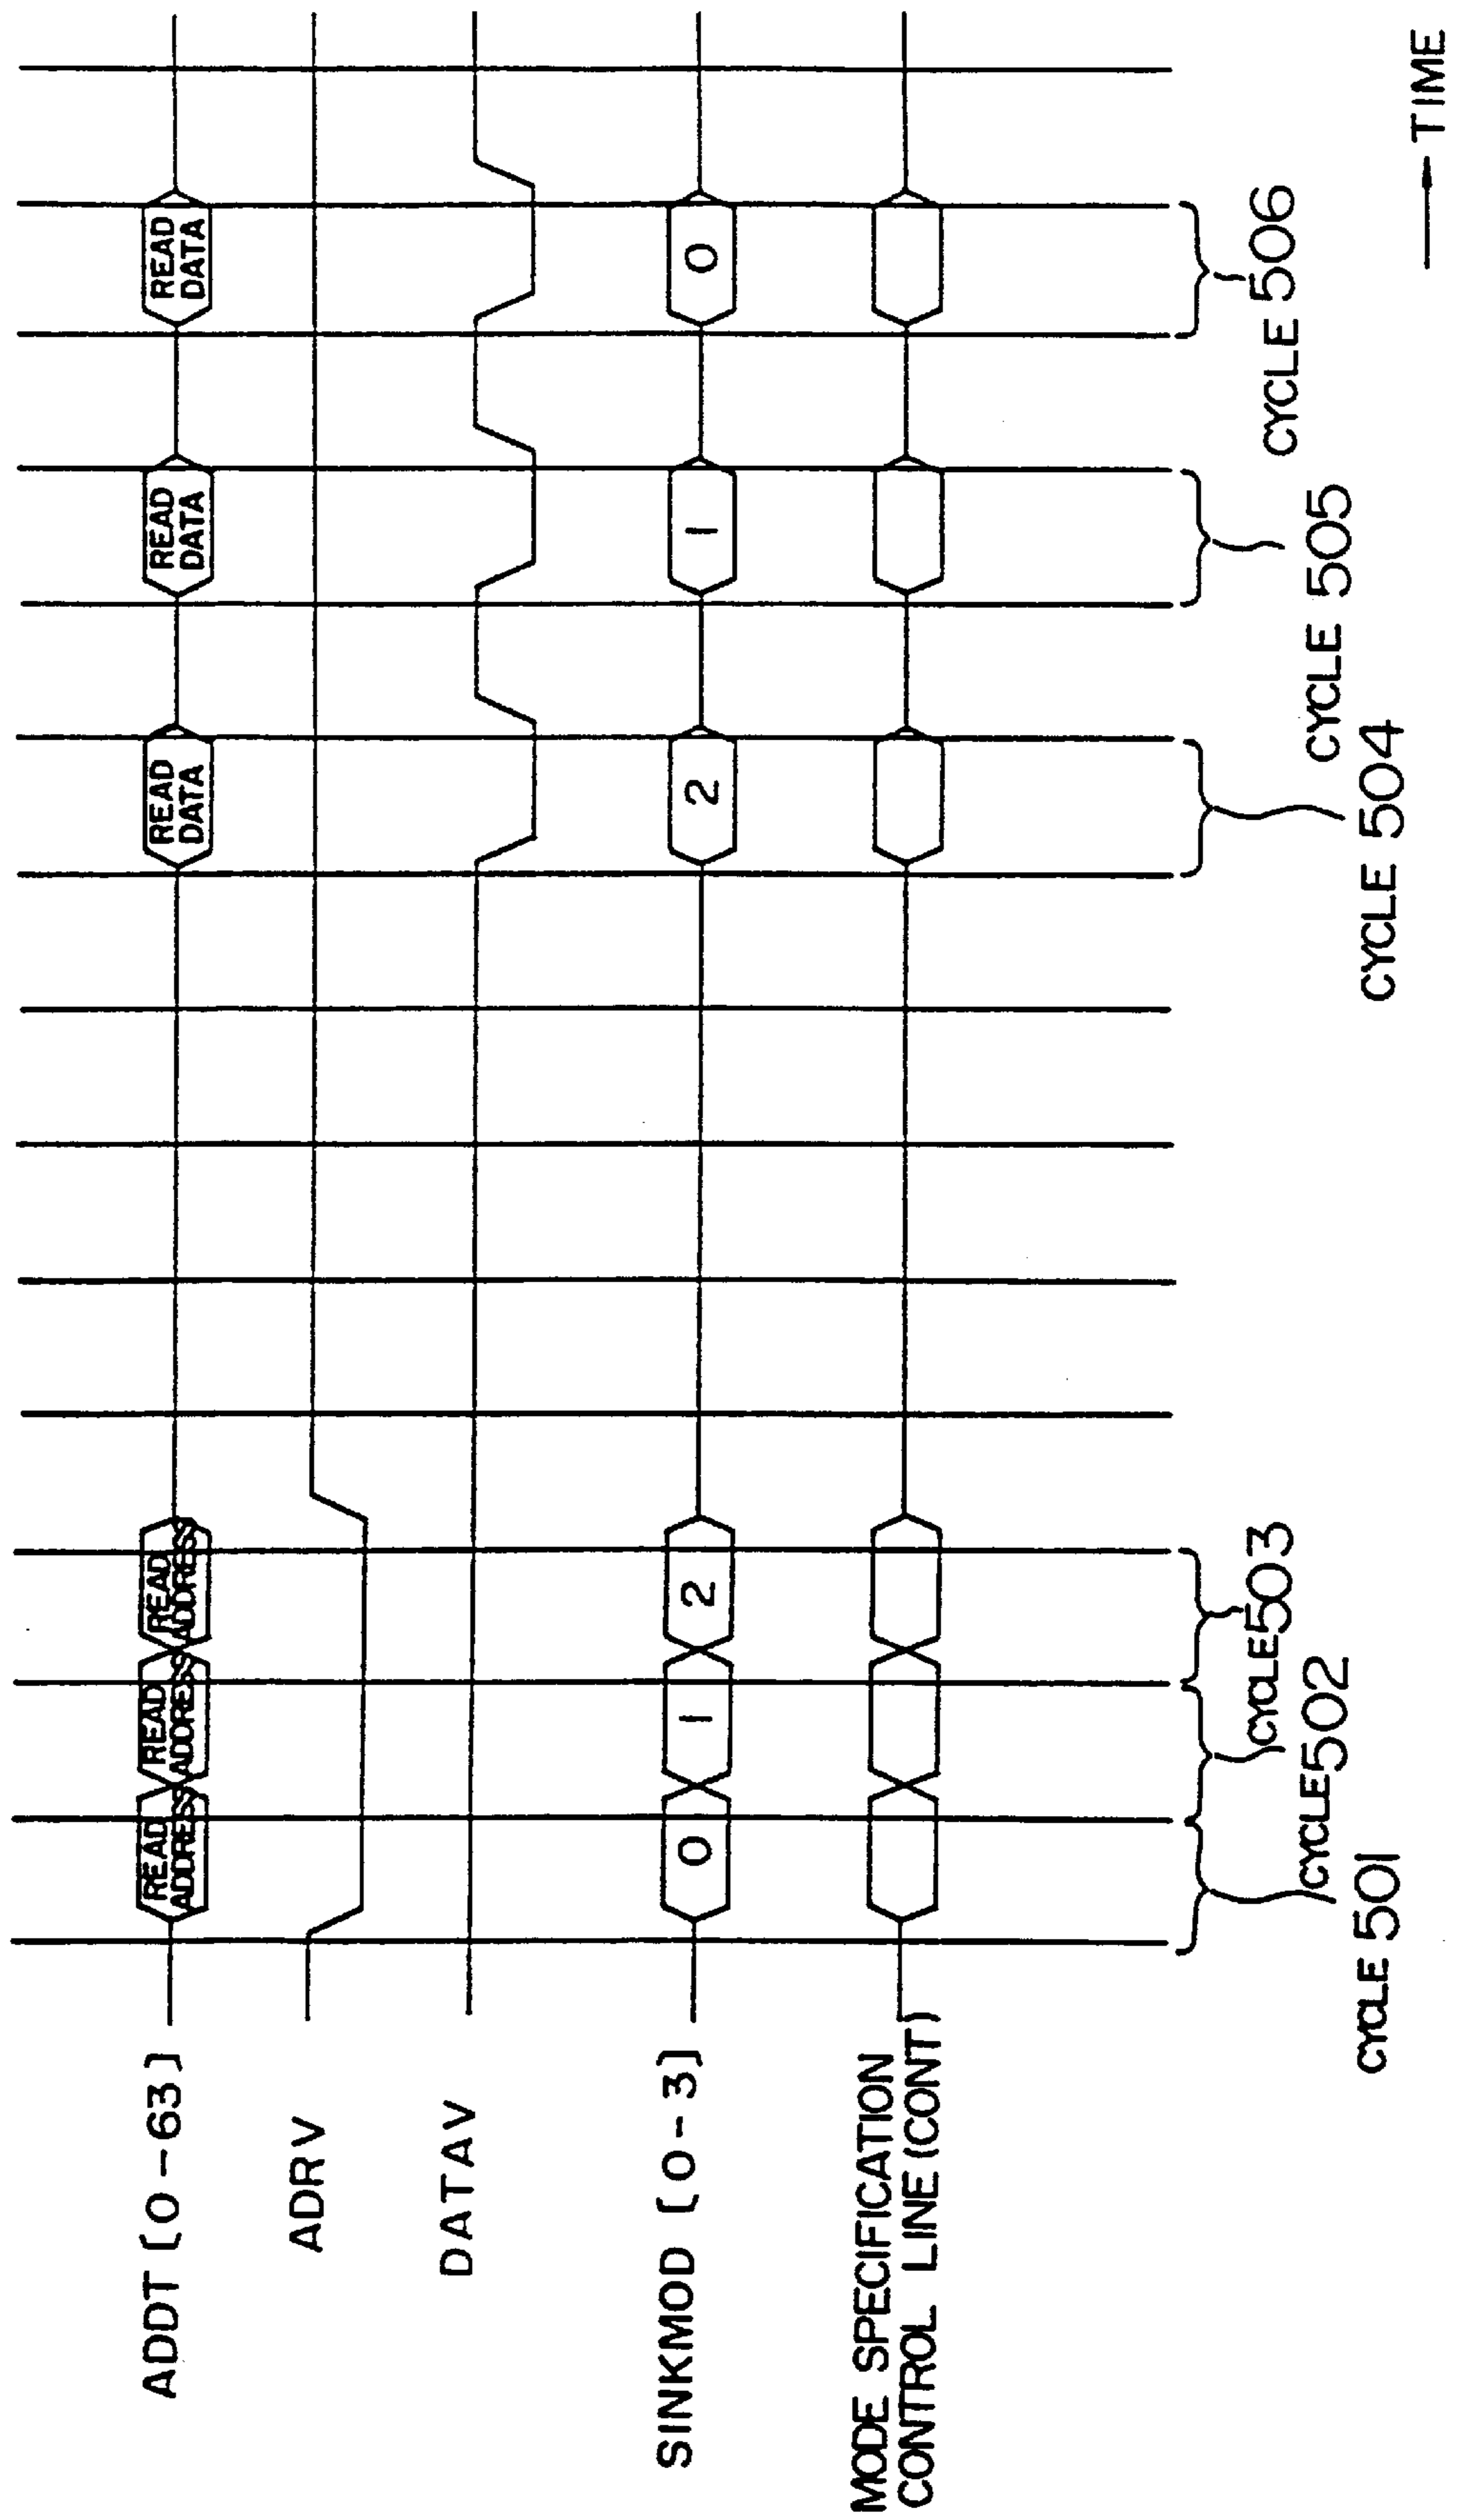 ADDT [0-63]
READ
ADDRESS
READ
ADDRESS
READ
ADDRESS
READ
DATA
READ
DATA
READ
DATA
ADRV
DATAV
SINKMOD [0-3]
0
1
2
2
1
0
MODE SPECIFICATION
CONTROL LINE (CONT)
CYCLE 501
CYCLE 502
CYCLE 503
CYCLE 504
CYCLE 505
CYCLE 506
TIME